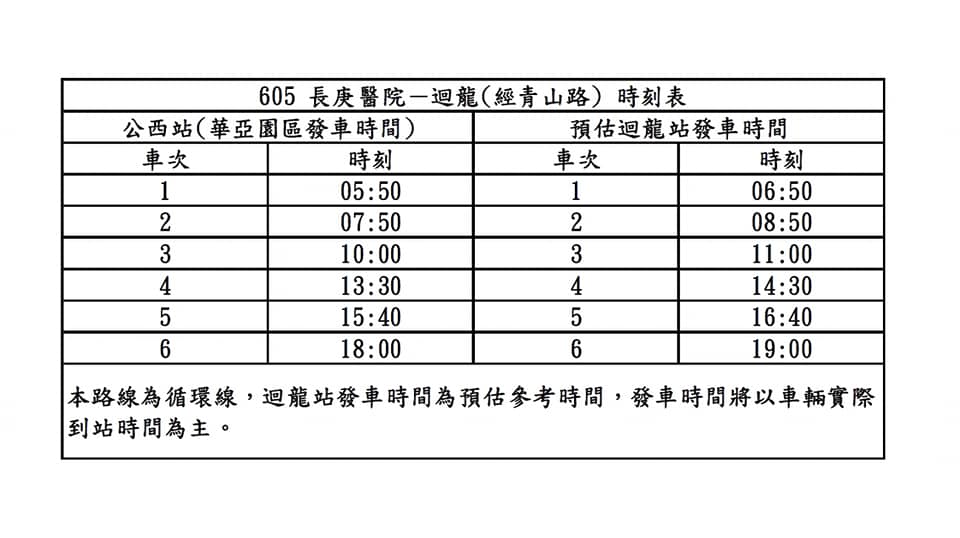 605 長庚醫院－迴龍(經青山路) 時刻表
公西站(華亞園區發車時間) 預估迴龍站發車時間
車次 時刻 車次 時刻
1 05:50 1 06:50
2 07:50 2 08:50
3 10:00 3 11:00
4 13:30 4 14:30
5 15:40 5 16:40
6 18:00 6 19:00
本路線為循環線，迴龍站發車時間為預估參考時間，發車時間將以車輛實際
到站時間為主。